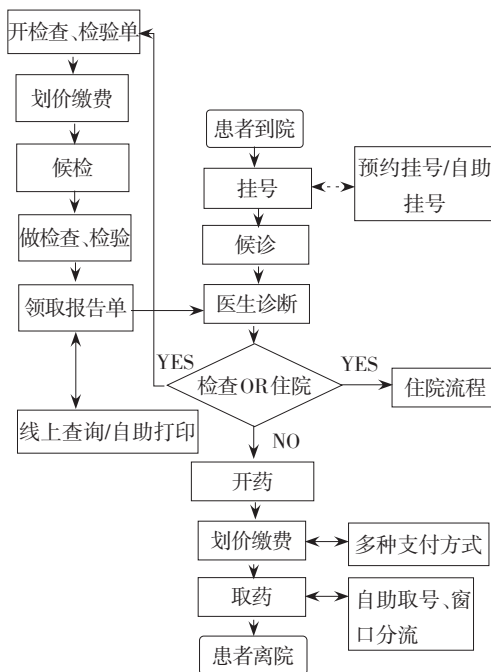 开检查、检验单
划价缴费
候检
做检查、检验
领取报告单
线上查询/自助打印
患者到院
挂号
预约挂号/自助
挂号
候诊
医生诊断
YES
检查OR住院
YES
住院流程
NO
开药
划价缴费
多种支付方式
取药
自助取号、窗
口分流
患者离院